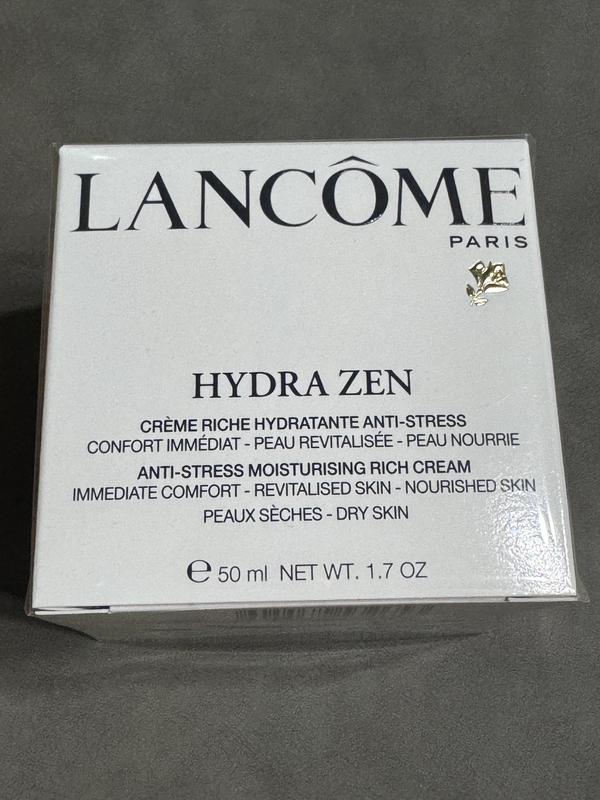 LANCÔME
PARIS
HYDRA ZEN
CRÈME RICHE HYDRATANTE ANTI-STRESS
CONFORT IMMÉDIAT - PEAU REVITALISÉE - PEAU NOURRIE
ANTI-STRESS MOISTURISING RICH CREAM
IMMEDIATE COMFORT - REVITALISED SKIN - NOURISHED SKIN
PEAUX SÈCHES - DRY SKIN
℮ 50 ml NET WT. 1.7 OZ